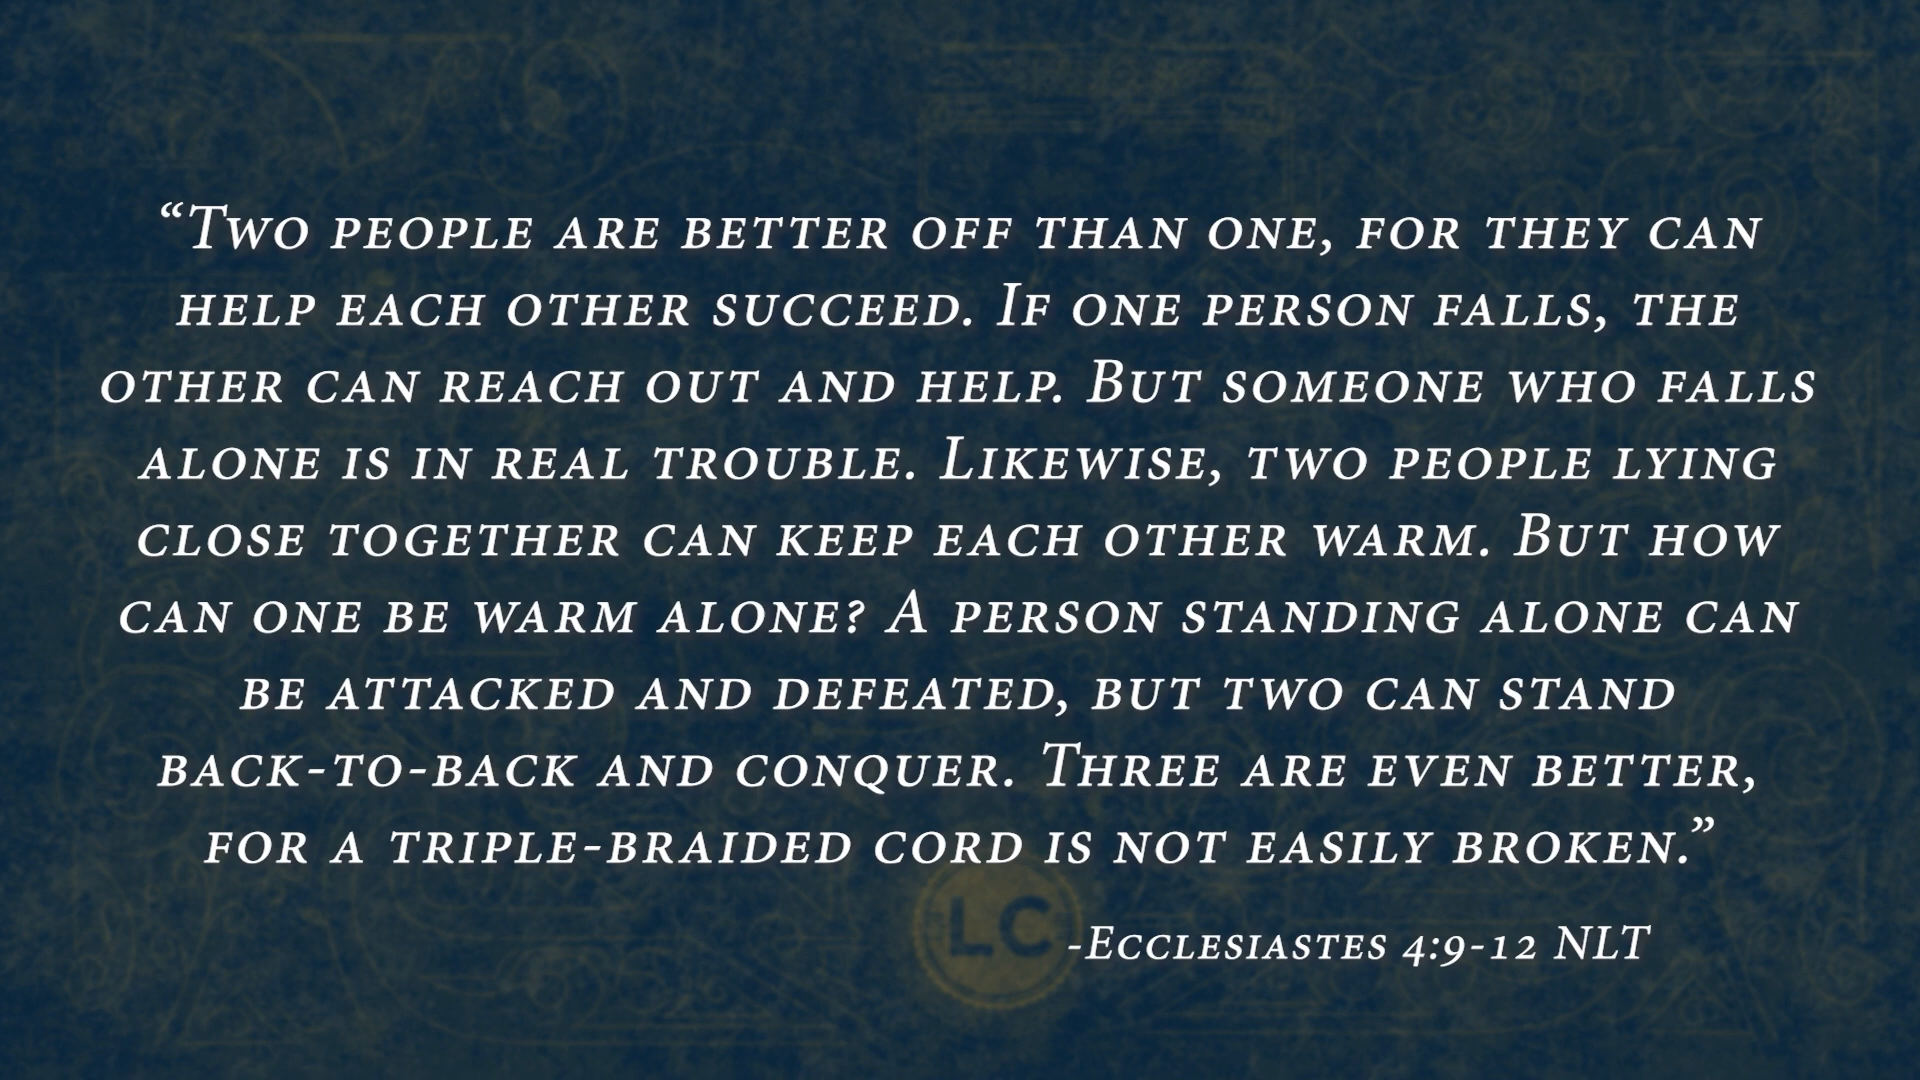 “Two people are better off than one, for they can
help each other succeed. If one person falls, the
other can reach out and help. But someone who falls
alone is in real trouble. Likewise, two people lying
close together can keep each other warm. But how
can one be warm alone? A person standing alone can
be attacked and defeated, but two can stand
back-to-back and conquer. Three are even better,
for a triple-braided cord is not easily broken.”
LC
-Ecclesiastes 4:9-12 NLT